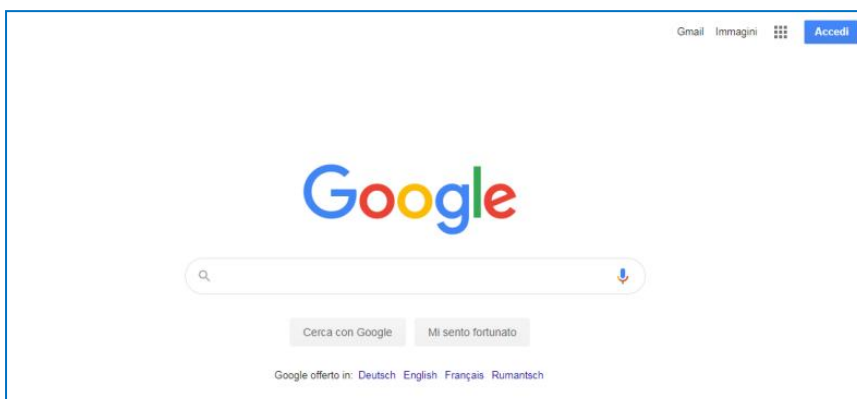 Gmail Immagini Accedi
Google
Cerca con Google Mi sento fortunato
Google offerto in: Deutsch English Français Rumantsch